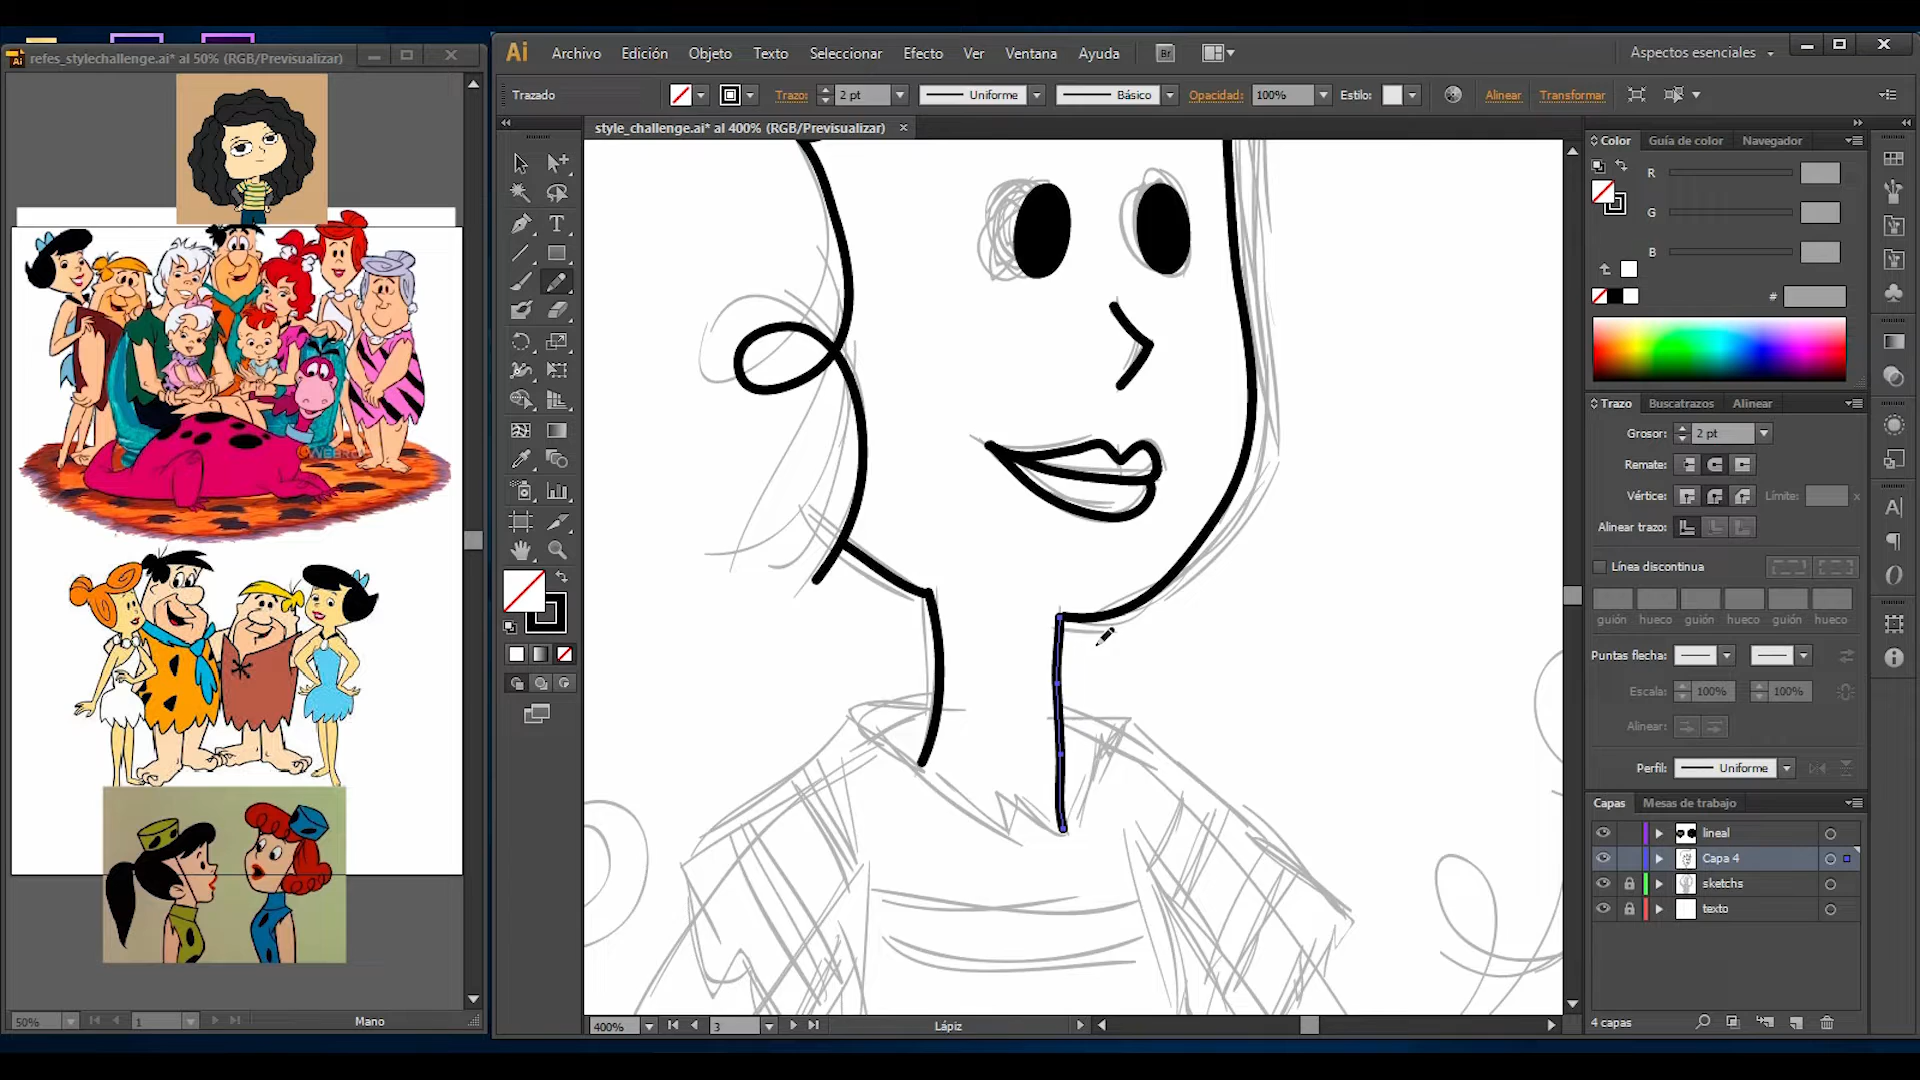 refes_stylechallenge.ai* al 50% (RGB/Previsualizar)
Ai
Archivo
Edición
Objeto
Texto
Seleccionar
Efecto
Ver
Ventana
Ayuda
Br
Aspectos esenciales
Trazado
Trazo:
2 pt
Uniforme
Básico
Opacidad:
100%
Estilo:
Alinear
Transformar
style_challenge.ai* al 400% (RGB/Previsualizar)
Color
Guía de color
Navegador
R
G
B
#
Trazo
Buscatrazos
Alinear
Grosor:
2 pt
Remate:
Vértice:
Límite:
x
Alinear trazo:
Línea discontinua
guión
hueco
guión
hueco
guión
hueco
Puntas flecha:
Escala:
100%
100%
Alinear:
Perfil:
Uniforme
Capas
Mesas de trabajo
lineal
Capa 4
sketchs
texto
4 capas
50%
1
Mano
400%
3
Lápiz